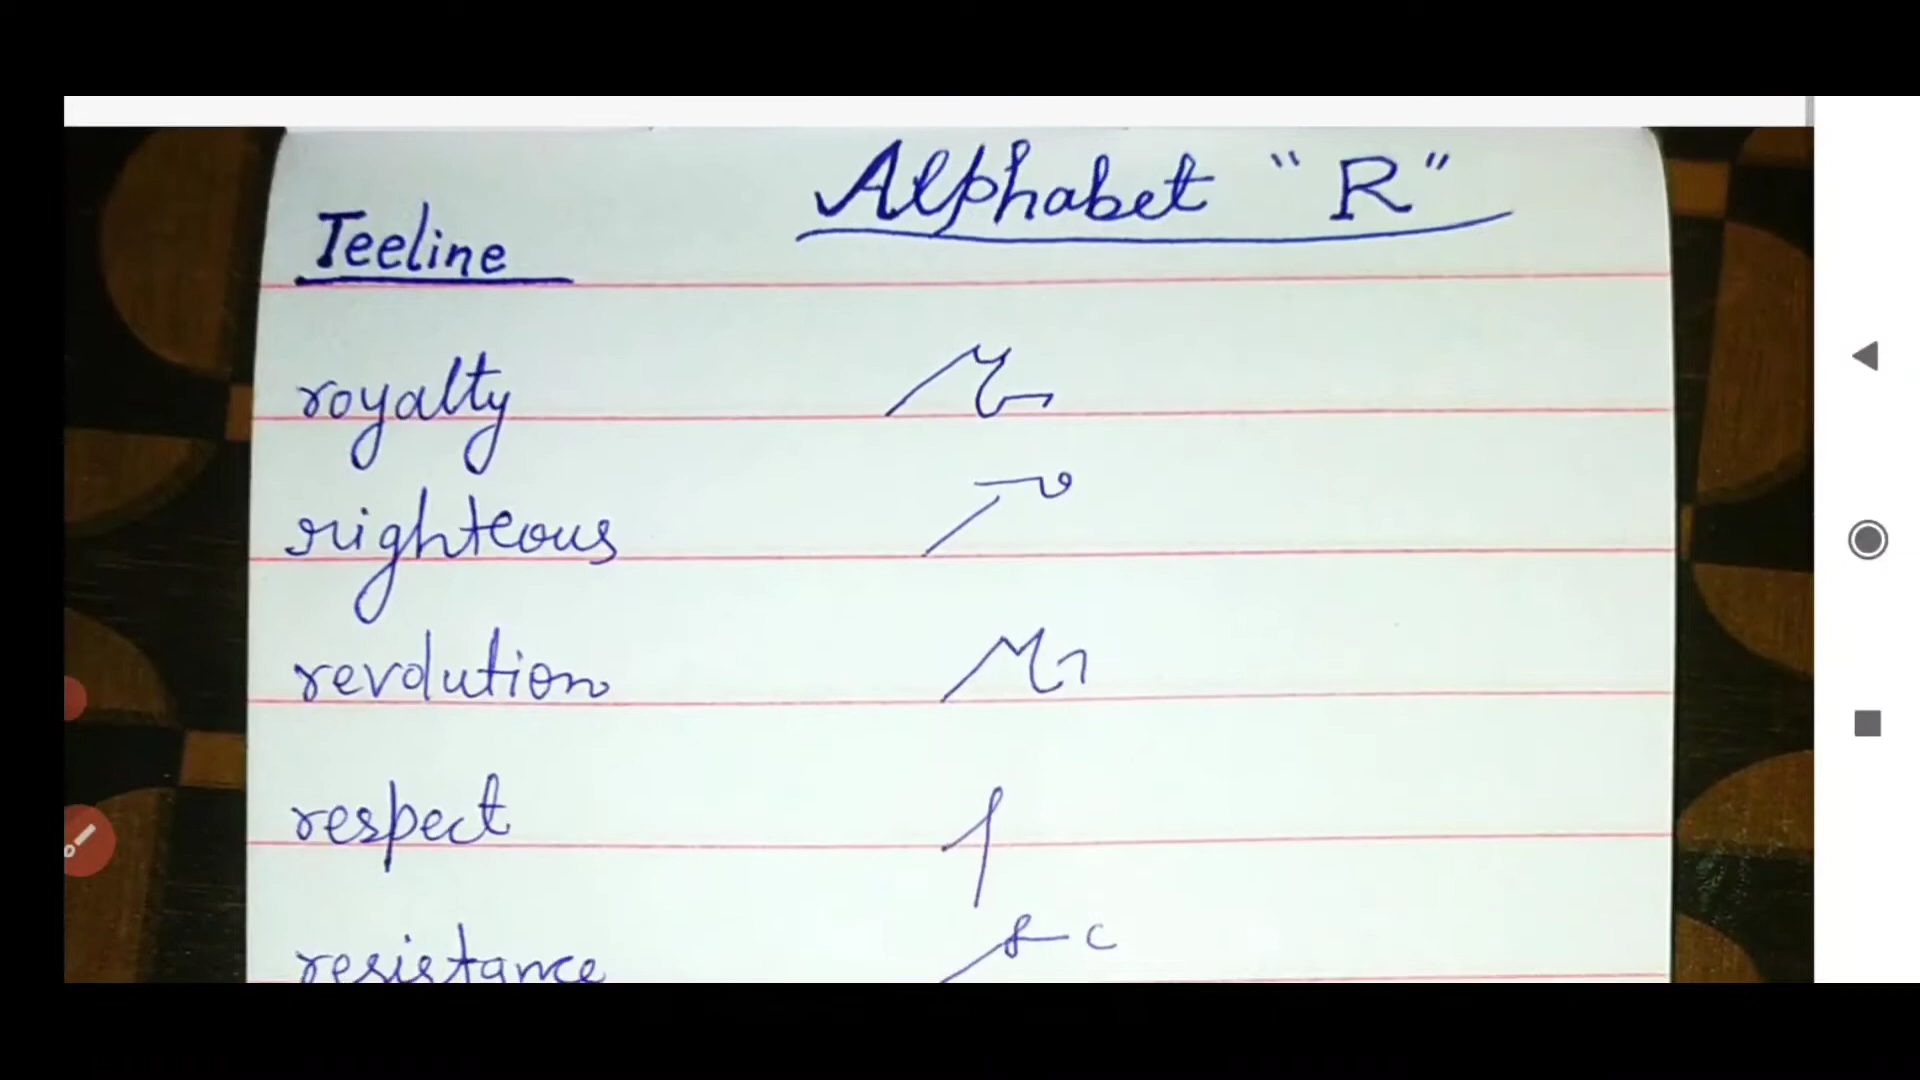 Alphabet "R"
Teeline
royalty
righteous
revolution
respect
resistance